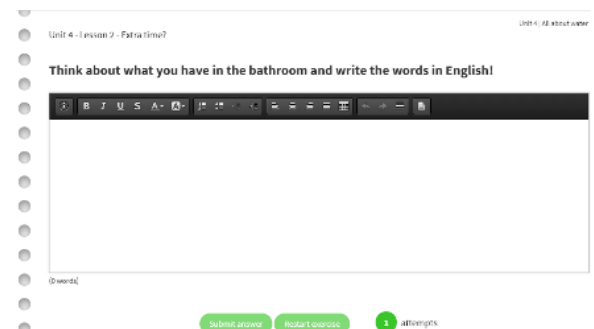 Unit 4 | All about water
Unit 4 - Lesson 2 - Extra time?
Think about what you have in the bathroom and write the words in English!
B I U S A A
(0 words)
Submit answer Restart exercise 1 attempts